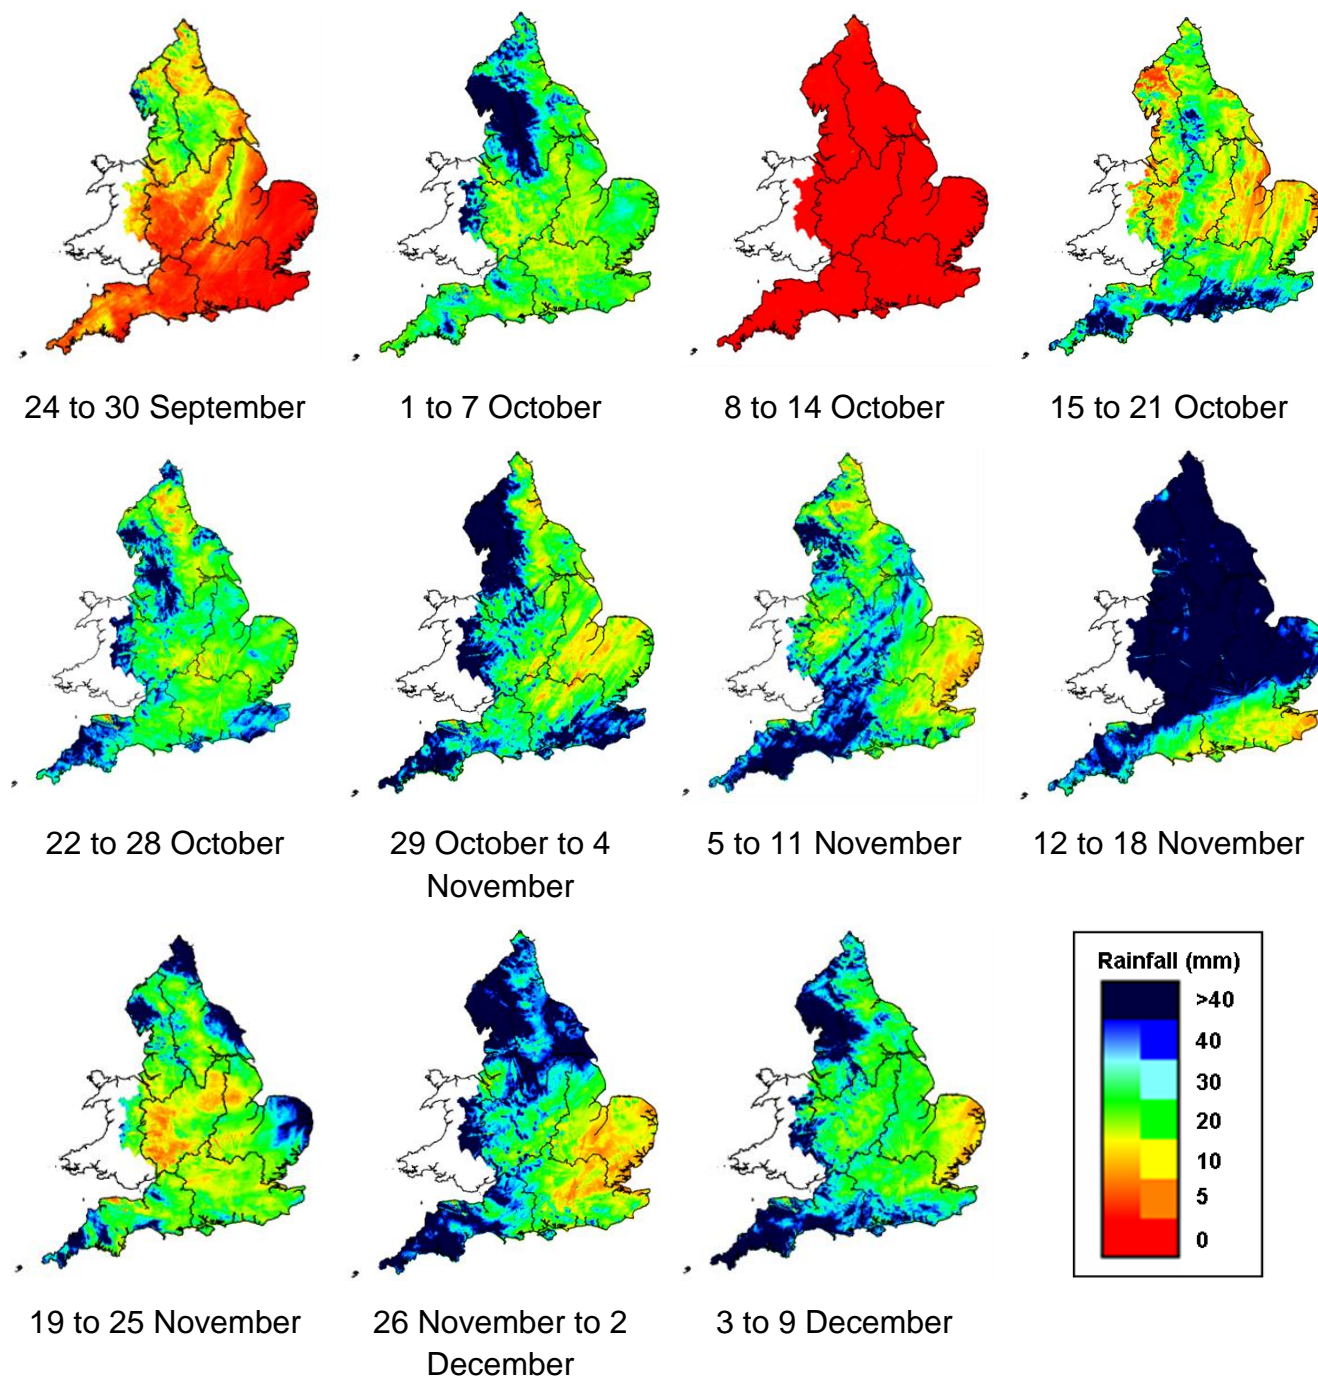 24 to 30 September
1 to 7 October
8 to 14 October
15 to 21 October
22 to 28 October
29 October to 4
November
5 to 11 November
12 to 18 November
19 to 25 November
26 November to 2
December
3 to 9 December
Rainfall (mm)
>40
40
30
20
10
5
0